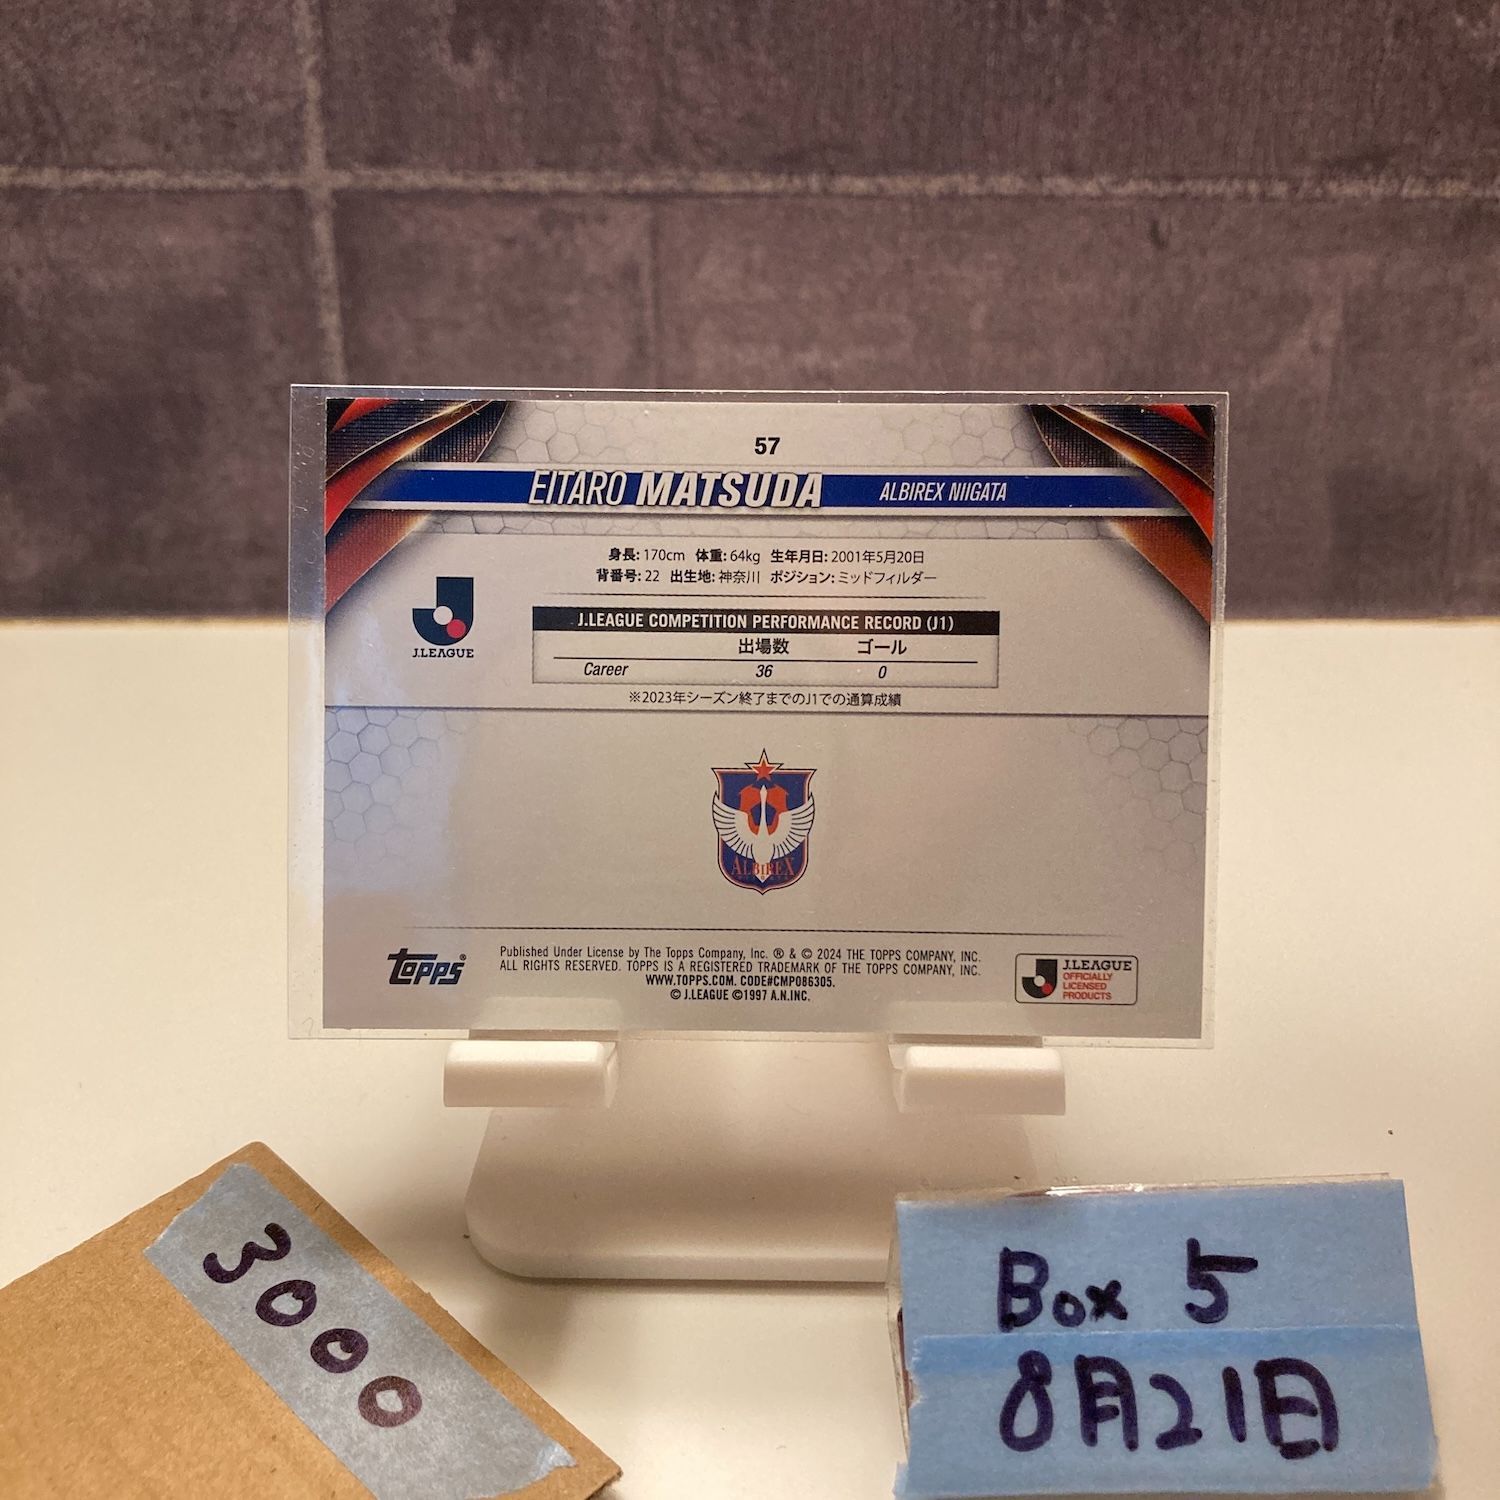 57
EITARO MATSUDA ALBIREX NIIGATA
身長: 170cm 体重: 64kg 生年月日: 2001年5月20日
背番号: 22 出生地: 神奈川 ポジション: ミッドフィルダー
J.LEAGUE
J.LEAGUE COMPETITION PERFORMANCE RECORD (J1)
出場数 ゴール
Career 36 0
※2023年シーズン終了までのJ1での通算成績
ALBIREX
topps®
Published Under License by The Topps Company, Inc. ® & © 2024 THE TOPPS COMPANY, INC.
ALL RIGHTS RESERVED. TOPPS IS A REGISTERED TRADEMARK OF THE TOPPS COMPANY, INC.
WWW.TOPPS.COM. CODE#CMP086305.
© J.LEAGUE ©1997 A.N.INC.
J.LEAGUE
OFFICIALLY
LICENSED
PRODUCTS
3000
Box 5
8月21日